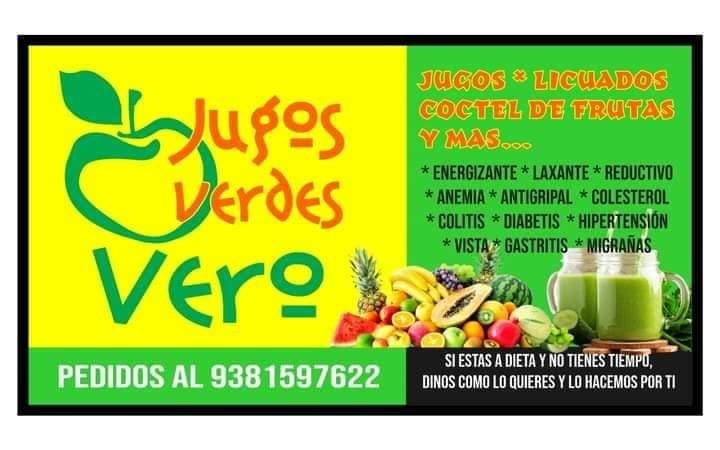 Jugos
verdes
Vero
PEDIDOS AL 9381597622
JUGOS * LICUADOS
COCTEL DE FRUTAS
Y MAS...
* ENERGIZANTE * LAXANTE * REDUCTIVO
* ANEMIA * ANTIGRIPAL * COLESTEROL
* COLITIS * DIABETIS * HIPERTENSIÓN
* VISTA * GASTRITIS * MIGRAÑAS
SI ESTAS A DIETA Y NO TIENES TIEMPO,
DINOS COMO LO QUIERES Y LO HACEMOS POR TI